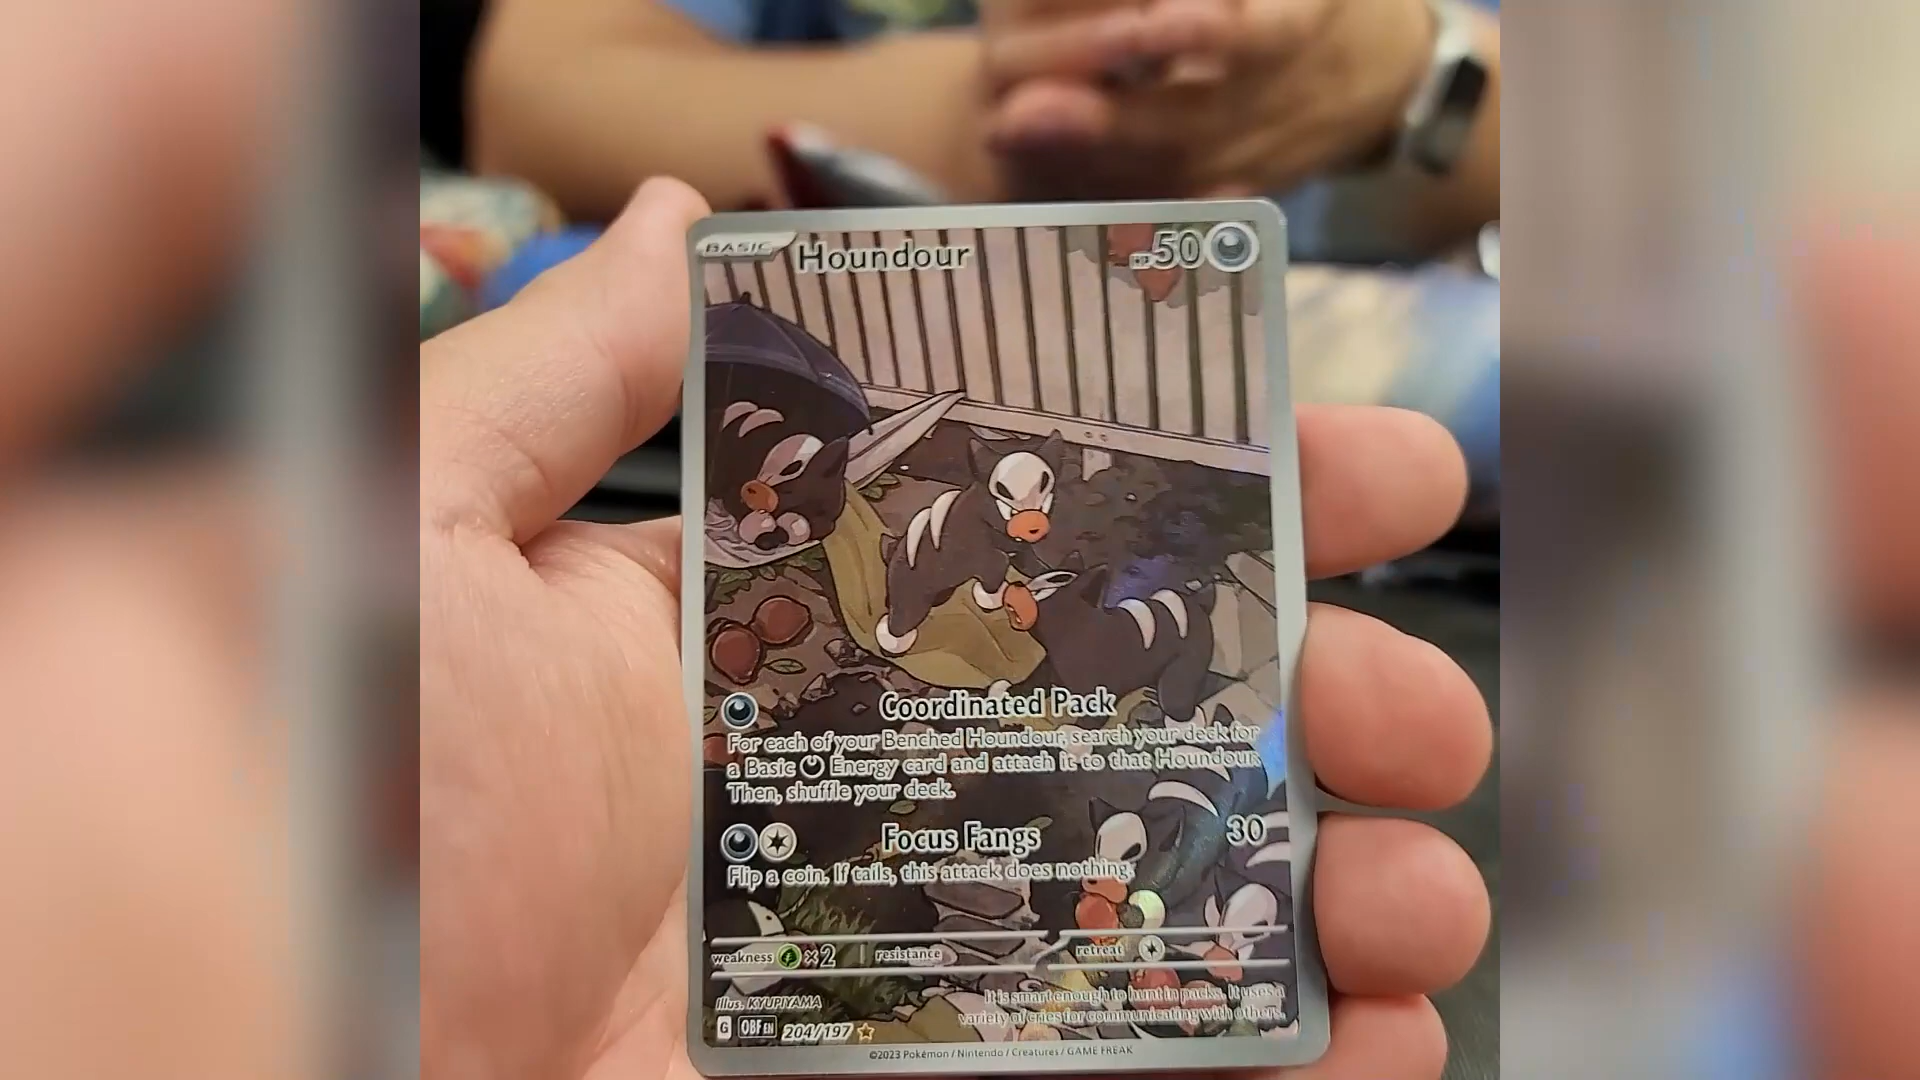 BASIC Houndour HP 50
Coordinated Pack
For each of your Benched Houndour, search your deck for
a Basic Energy card and attach it to that Houndour.
Then, shuffle your deck.
Focus Fangs 30
Flip a coin. If tails, this attack does nothing.
weakness ×2 resistance retreat
Illus. KYUPIYAMA
It is smart enough to hunt in packs. It uses a
variety of cries for communicating with others.
G OBF EN 204/197
©2023 Pokémon / Nintendo / Creatures / GAME FREAK